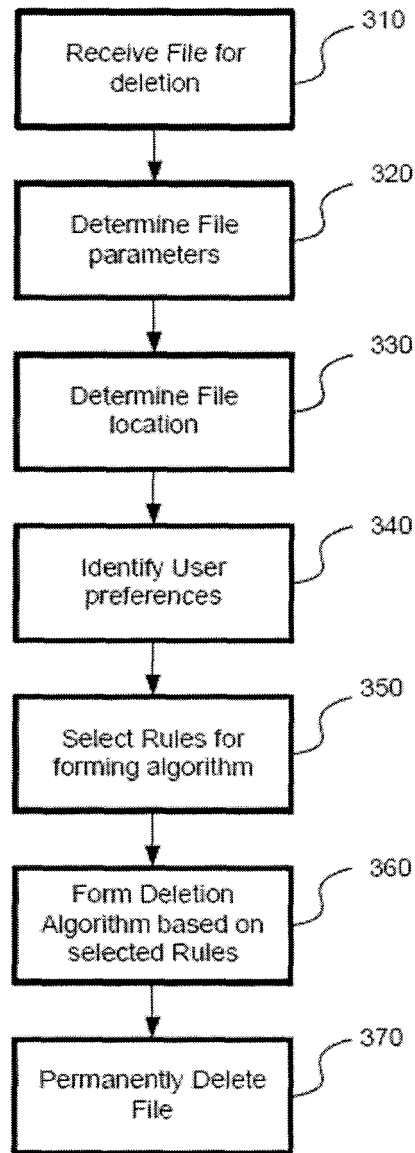 310
Receive File for
deletion
320
Determine File
parameters
330
Determine File
location
340
Identify User
preferences
350
Select Rules for
forming algorithm
360
Form Deletion
Algorithm based on
selected Rules
370
Permanently Delete
File